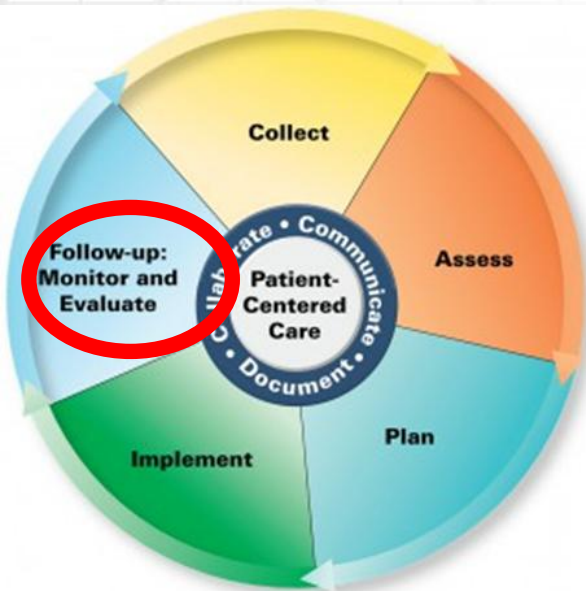 Collect
Assess
Plan
Implement
Follow-up:
Monitor and
Evaluate
Collaborate • Communicate • Document •
Patient-
Centered
Care